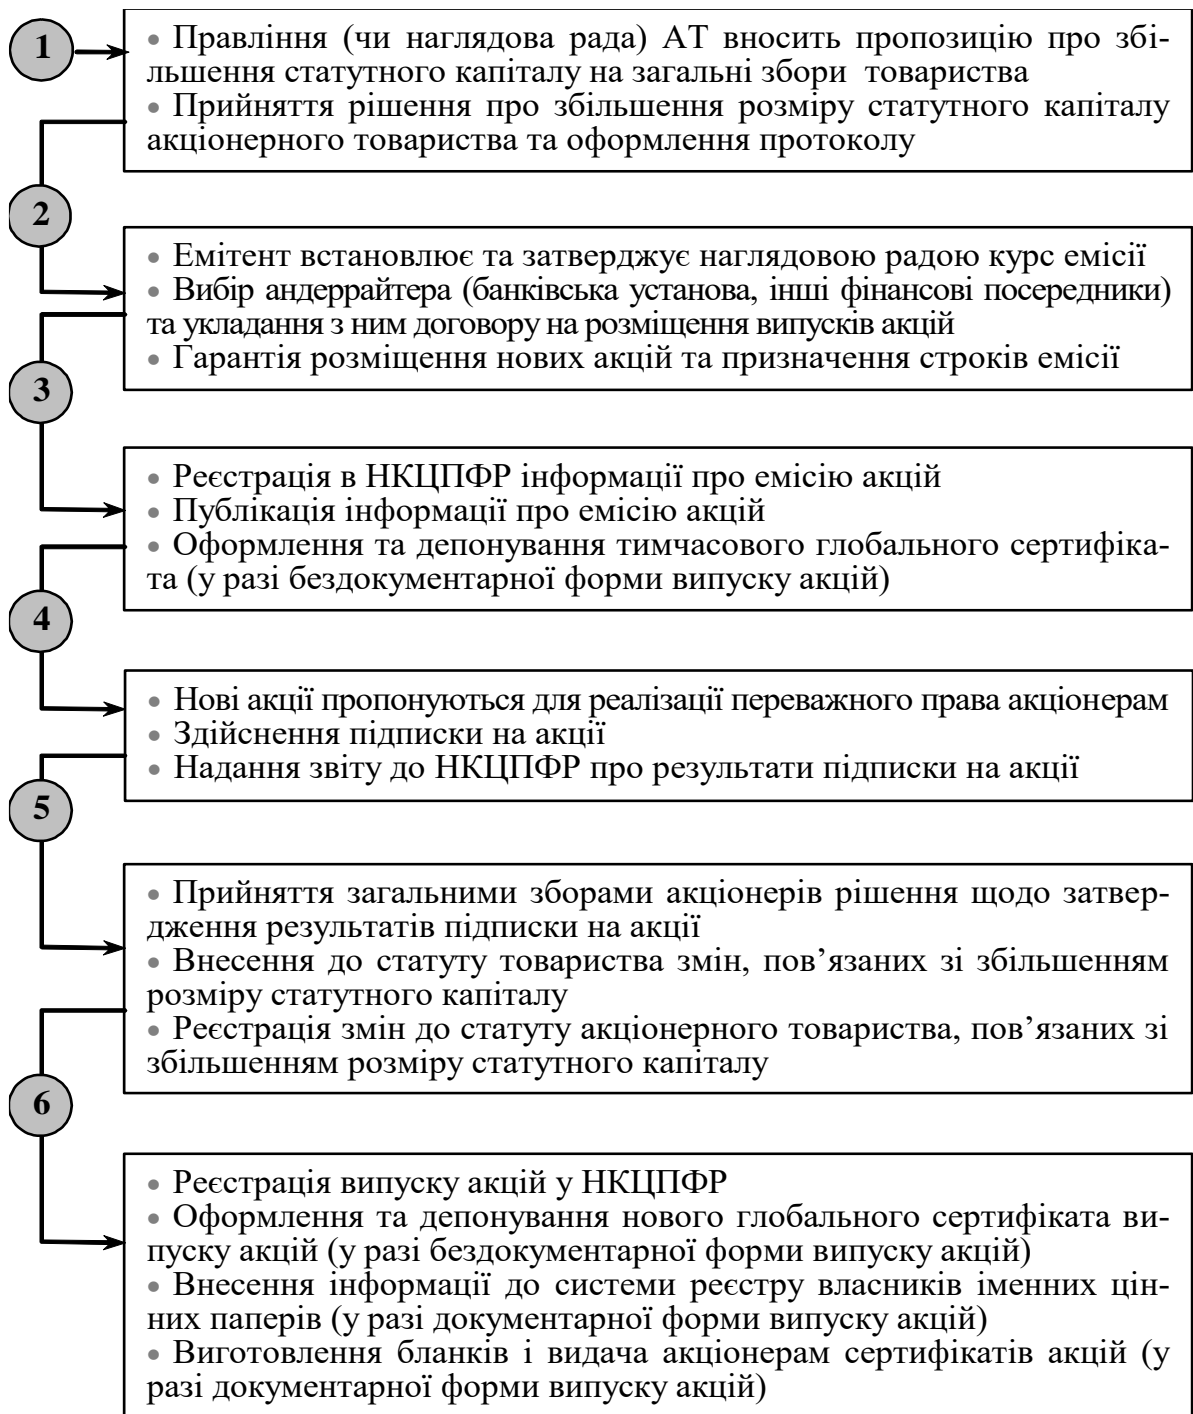 1
• Правління (чи наглядова рада) АТ вносить пропозицію про збі-
льшення статутного капіталу на загальні збори товариства
• Прийняття рішення про збільшення розміру статутного капіталу
акціонерного товариства та оформлення протоколу
2
• Емітент встановлює та затверджує наглядовою радою курс емісії
• Вибір андеррайтера (банківська установа, інші фінансові посередники)
та укладання з ним договору на розміщення випусків акцій
• Гарантія розміщення нових акцій та призначення строків емісії
3
• Реєстрація в НКЦПФР інформації про емісію акцій
• Публікація інформації про емісію акцій
• Оформлення та депонування тимчасового глобального сертифіка-
та (у разі бездокументарної форми випуску акцій)
4
• Нові акції пропонуються для реалізації переважного права акціонерам
• Здійснення підписки на акції
• Надання звіту до НКЦПФР про результати підписки на акції
5
• Прийняття загальними зборами акціонерів рішення щодо затвер-
дження результатів підписки на акції
• Внесення до статуту товариства змін, пов’язаних зі збільшенням
розміру статутного капіталу
• Реєстрація змін до статуту акціонерного товариства, пов’язаних зі
збільшенням розміру статутного капіталу
6
• Реєстрація випуску акцій у НКЦПФР
• Оформлення та депонування нового глобального сертифіката ви-
пуску акцій (у разі бездокументарної форми випуску акцій)
• Внесення інформації до системи реєстру власників іменних цін-
них паперів (у разі документарної форми випуску акцій)
• Виготовлення бланків і видача акціонерам сертифікатів акцій (у
разі документарної форми випуску акцій)